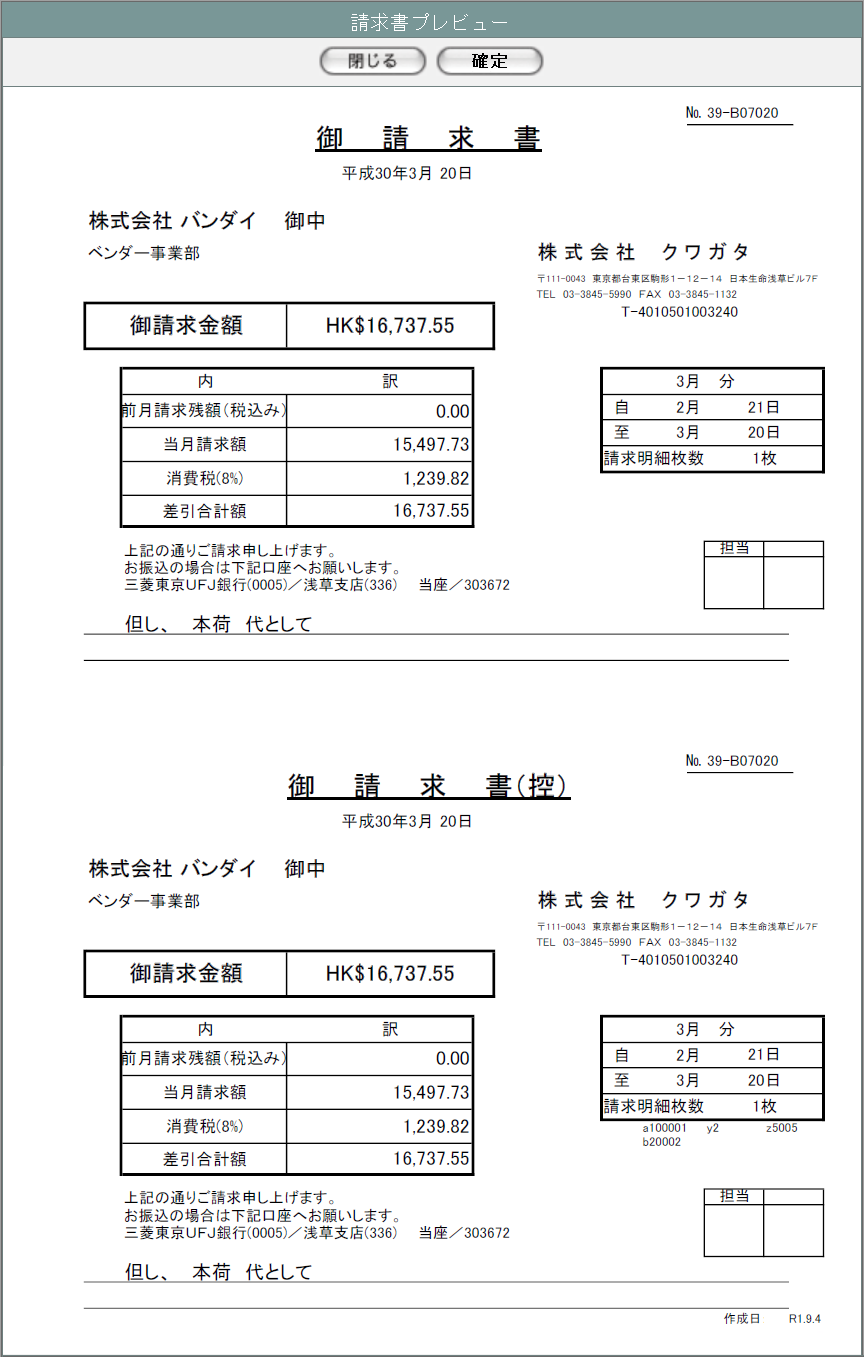 請求書プレビュー
閉じる 確定
№ 39-B07020
御 請 求 書
平成30年3月 20日
株式会社 バンダイ 御中
ベンダー事業部
株式会社 クワガタ
〒111-0043 東京都台東区駒形1-12-14 日本生命浅草ビル7F
TEL 03-3845-5990 FAX 03-3845-1132
T-4010501003240
御請求金額 HK$16,737.55
内 訳
前月請求残額(税込み) 0.00
当月請求額 15,497.73
消費税(8%) 1,239.82
差引合計額 16,737.55
3月 分
自 2月 21日
至 3月 20日
請求明細枚数 1枚
上記の通りご請求申し上げます。
お振込の場合は下記口座へお願いします。
三菱東京UFJ銀行(0005)/浅草支店(336) 当座/303672
担当
但し、 本荷 代として
№ 39-B07020
御 請 求 書(控)
平成30年3月 20日
株式会社 バンダイ 御中
ベンダー事業部
株式会社 クワガタ
〒111-0043 東京都台東区駒形1-12-14 日本生命浅草ビル7F
TEL 03-3845-5990 FAX 03-3845-1132
T-4010501003240
御請求金額 HK$16,737.55
内 訳
前月請求残額(税込み) 0.00
当月請求額 15,497.73
消費税(8%) 1,239.82
差引合計額 16,737.55
3月 分
自 2月 21日
至 3月 20日
請求明細枚数 1枚
a100001 y2 z5005
b20002
上記の通りご請求申し上げます。
お振込の場合は下記口座へお願いします。
三菱東京UFJ銀行(0005)/浅草支店(336) 当座/303672
担当
但し、 本荷 代として
作成日 R1.9.4